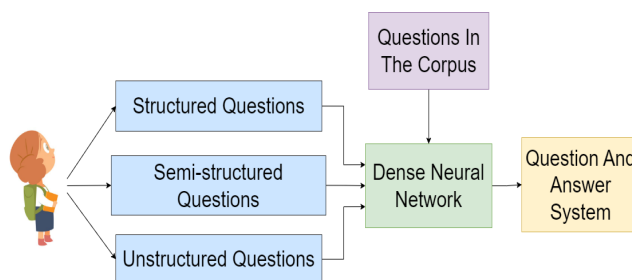 Questions In
The Corpus
Structured Questions
Semi-structured
Questions
Unstructured Questions
Dense Neural
Network
Question And
Answer
System